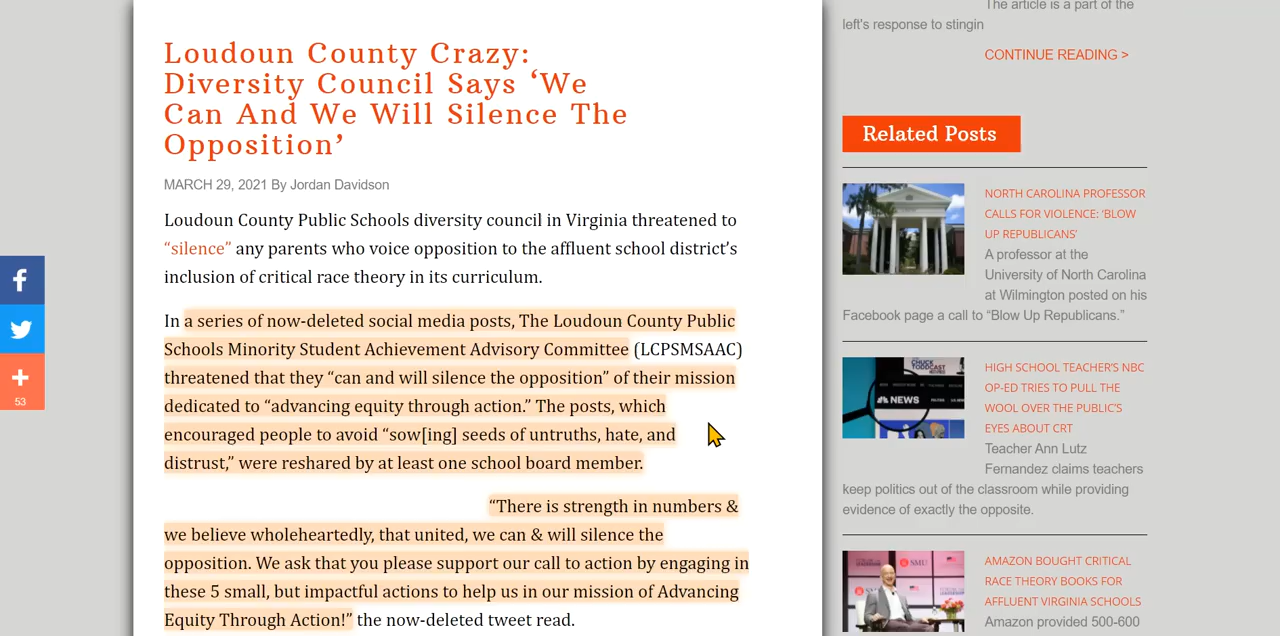 Loudoun County Crazy:
Diversity Council Says ‘We
Can And We Will Silence The
Opposition’
MARCH 29, 2021 By Jordan Davidson
Loudoun County Public Schools diversity council in Virginia threatened to
“silence” any parents who voice opposition to the affluent school district’s
inclusion of critical race theory in its curriculum.
In a series of now-deleted social media posts, The Loudoun County Public
Schools Minority Student Achievement Advisory Committee (LCPSMSAAC)
threatened that they “can and will silence the opposition” of their mission
dedicated to “advancing equity through action.” The posts, which
encouraged people to avoid “sow[ing] seeds of untruths, hate, and
distrust,” were reshared by at least one school board member.
“There is strength in numbers &
we believe wholeheartedly, that united, we can & will silence the
opposition. We ask that you please support our call to action by engaging in
these 5 small, but impactful actions to help us in our mission of Advancing
Equity Through Action!” the now-deleted tweet read.
53
The article is a part of the
left’s response to stingin
CONTINUE READING >
Related Posts
NORTH CAROLINA PROFESSOR
CALLS FOR VIOLENCE: ‘BLOW
UP REPUBLICANS’
A professor at the
University of North Carolina
at Wilmington posted on his
Facebook page a call to “Blow Up Republicans.”
CHUCK
TODDCAST
NEWS
HIGH SCHOOL TEACHER’S NBC
OP-ED TRIES TO PULL THE
WOOL OVER THE PUBLIC’S
EYES ABOUT CRT
Teacher Ann Lutz
Fernandez claims teachers
keep politics out of the classroom while providing
evidence of exactly the opposite.
SMU
AMAZON BOUGHT CRITICAL
RACE THEORY BOOKS FOR
AFFLUENT VIRGINIA SCHOOLS
Amazon provided 500-600